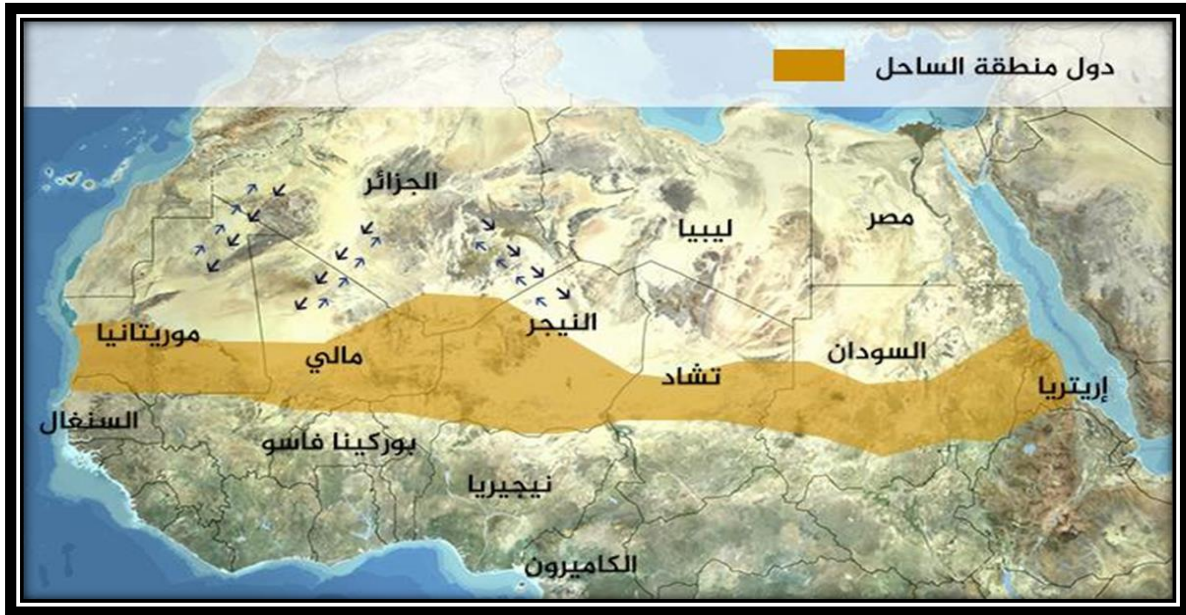 دول منطقة الساحل
الجزائر
ليبيا
مصر
موريتانيا
مالي
النيجر
تشاد
السودان
إريتريا
السنغال
بوركينا فاسو
نيجيريا
الكاميرون